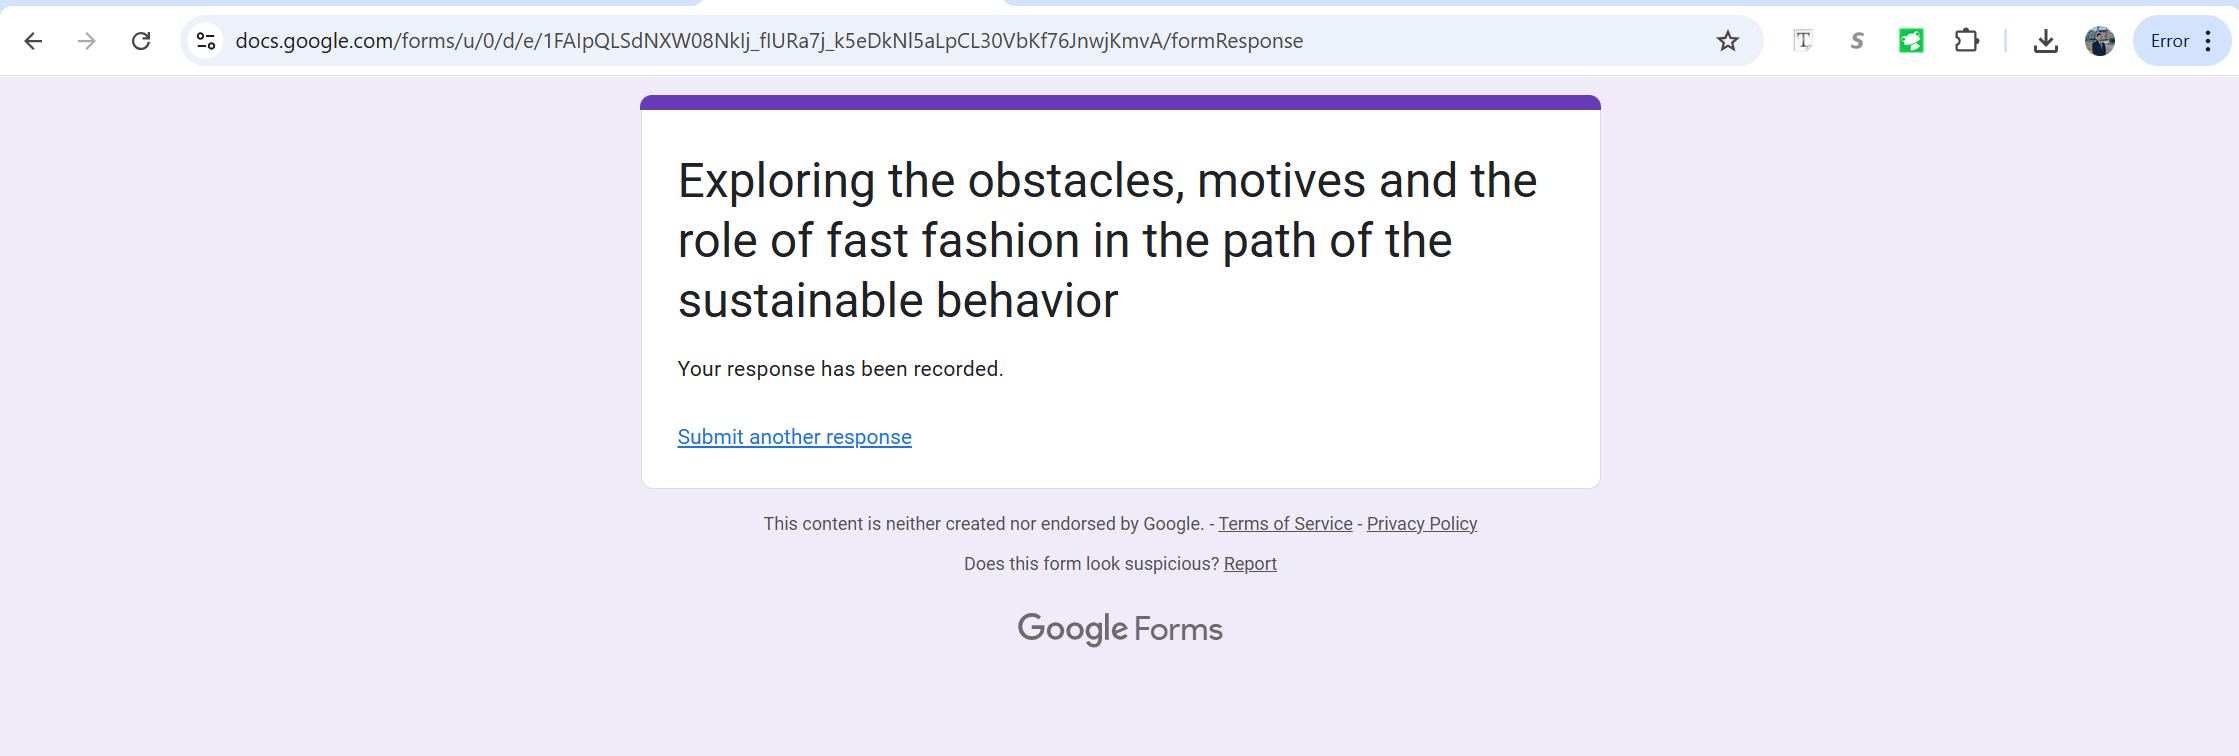 docs.google.com/forms/u/0/d/e/1FAIpQLSdNXW08NkIj_fIURa7j_k5eDkNl5aLpCL30VbKf76JnwjKmvA/formResponse
Error
Exploring the obstacles, motives and the
role of fast fashion in the path of the
sustainable behavior
Your response has been recorded.
Submit another response
This content is neither created nor endorsed by Google. - Terms of Service - Privacy Policy
Does this form look suspicious? Report
Google Forms